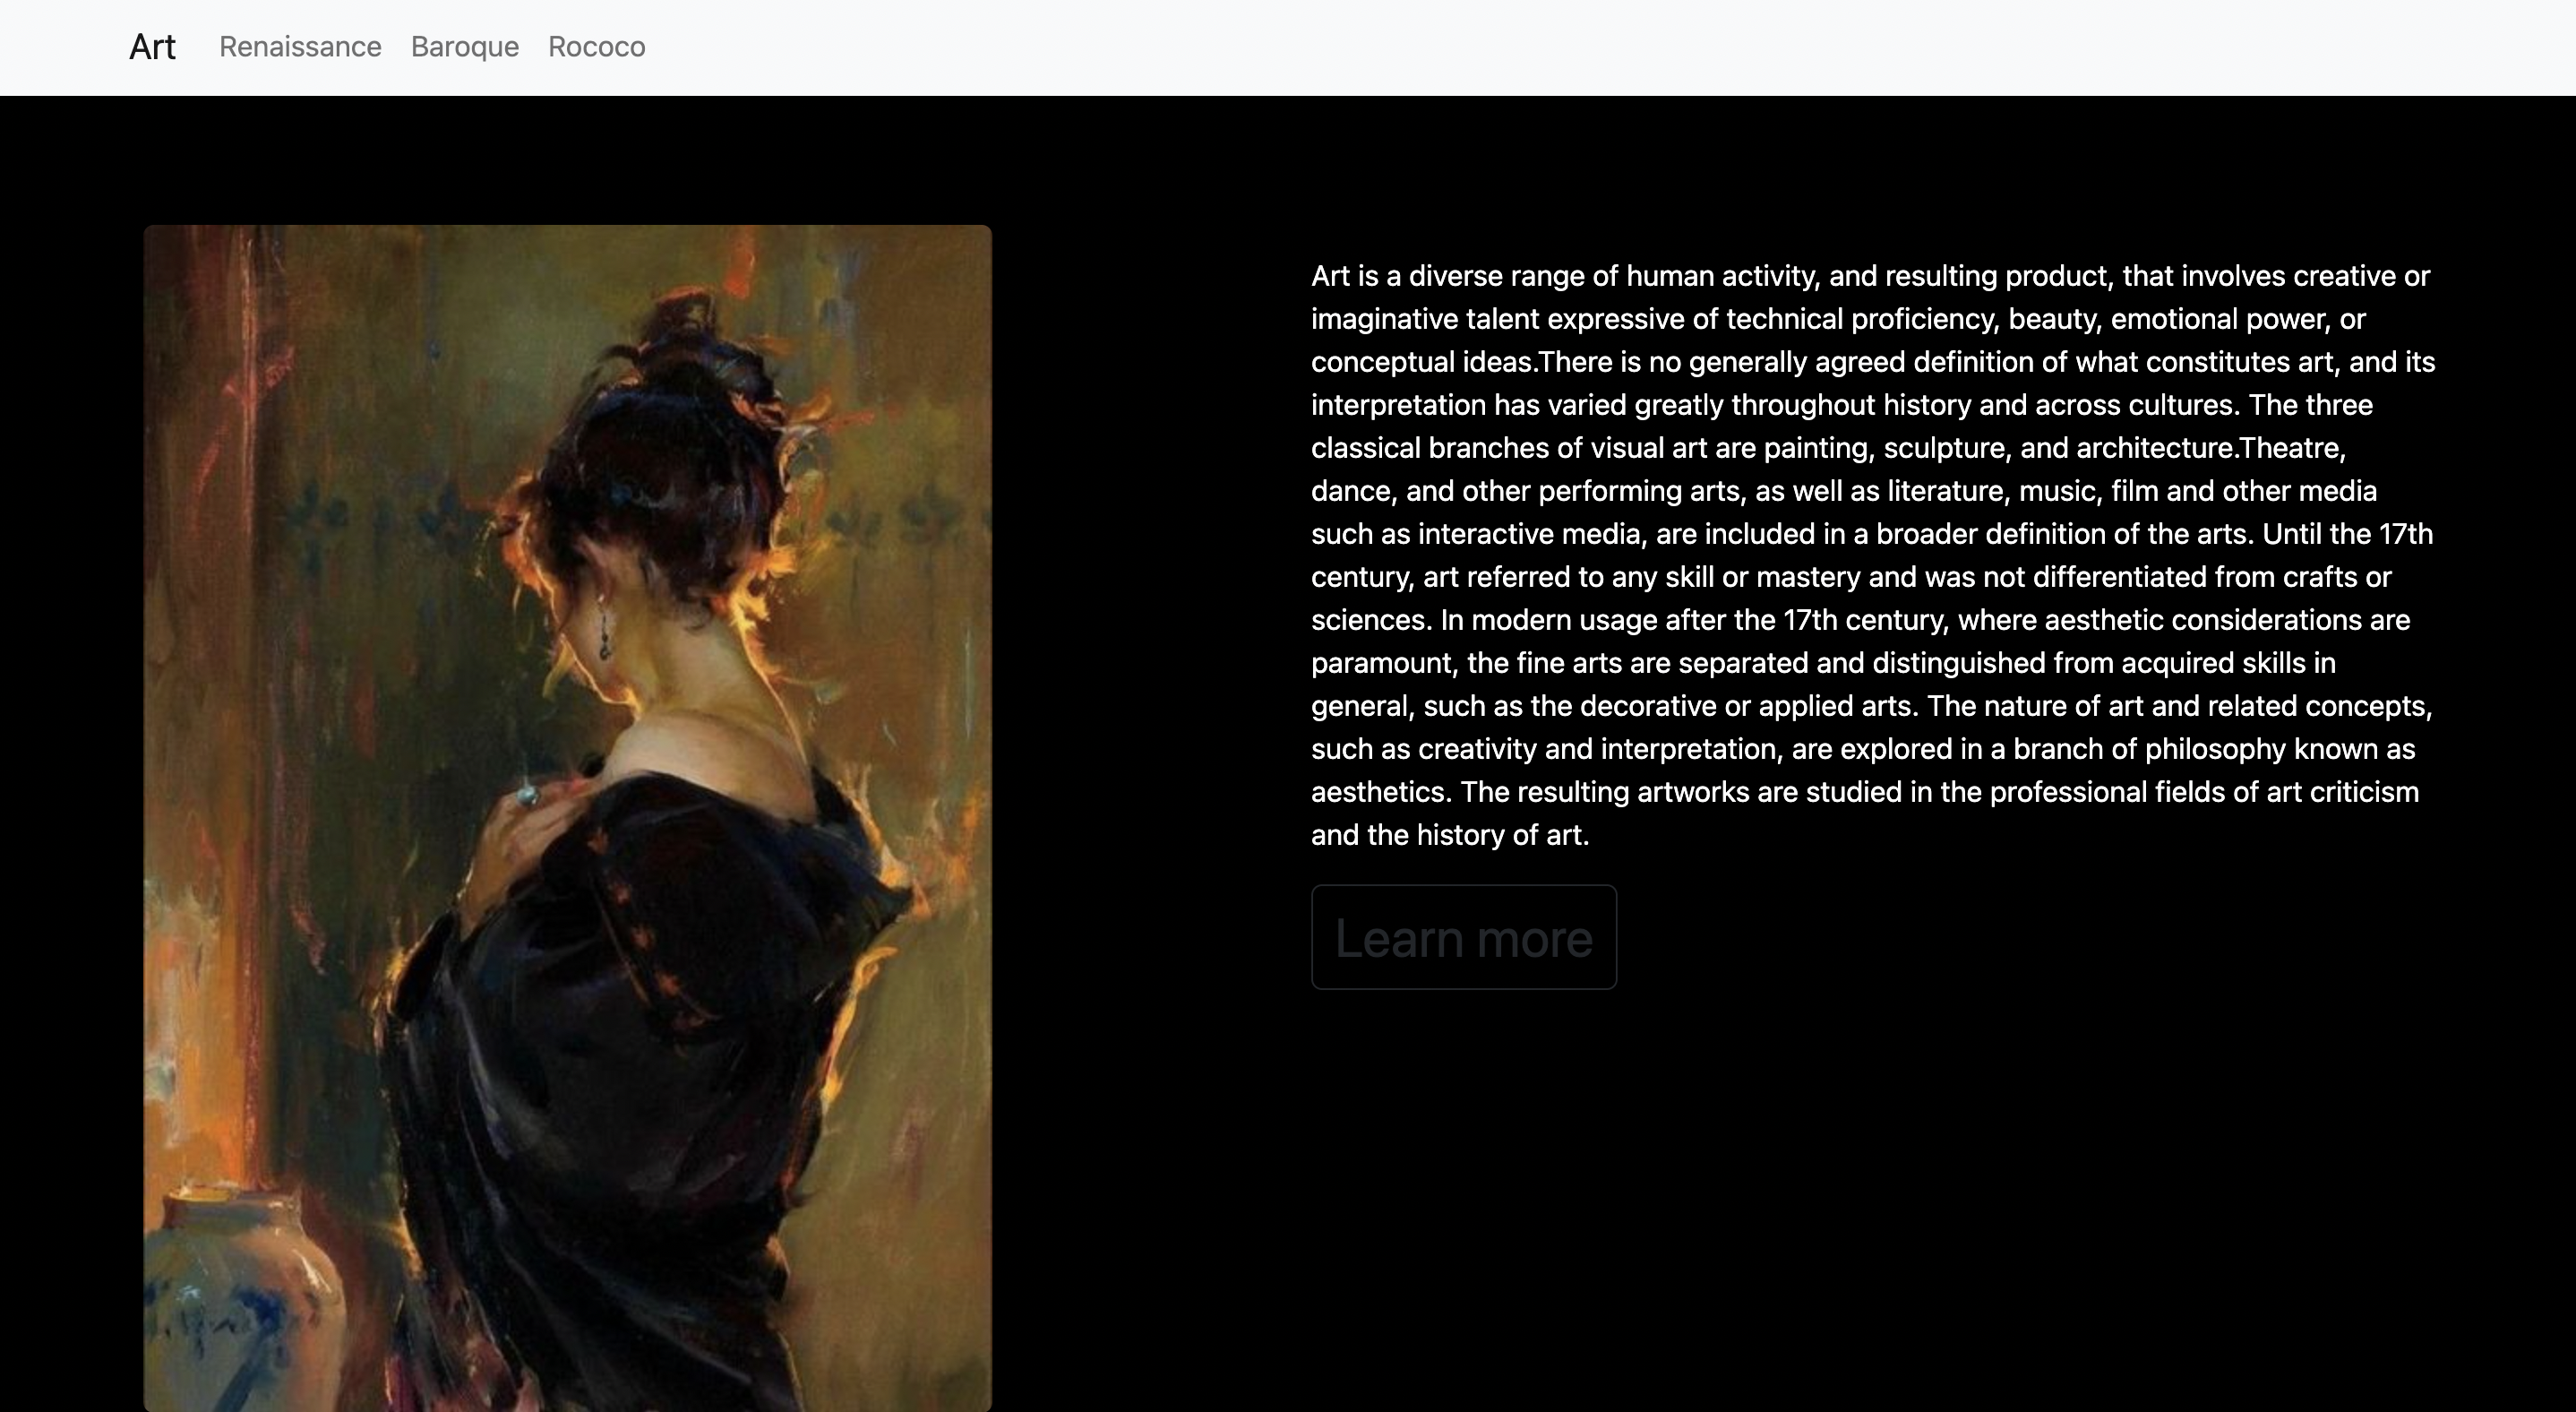 Art Renaissance Baroque Rococo
Art is a diverse range of human activity, and resulting product, that involves creative or
imaginative talent expressive of technical proficiency, beauty, emotional power, or
conceptual ideas.There is no generally agreed definition of what constitutes art, and its
interpretation has varied greatly throughout history and across cultures. The three
classical branches of visual art are painting, sculpture, and architecture.Theatre,
dance, and other performing arts, as well as literature, music, film and other media
such as interactive media, are included in a broader definition of the arts. Until the 17th
century, art referred to any skill or mastery and was not differentiated from crafts or
sciences. In modern usage after the 17th century, where aesthetic considerations are
paramount, the fine arts are separated and distinguished from acquired skills in
general, such as the decorative or applied arts. The nature of art and related concepts,
such as creativity and interpretation, are explored in a branch of philosophy known as
aesthetics. The resulting artworks are studied in the professional fields of art criticism
and the history of art.
Learn more